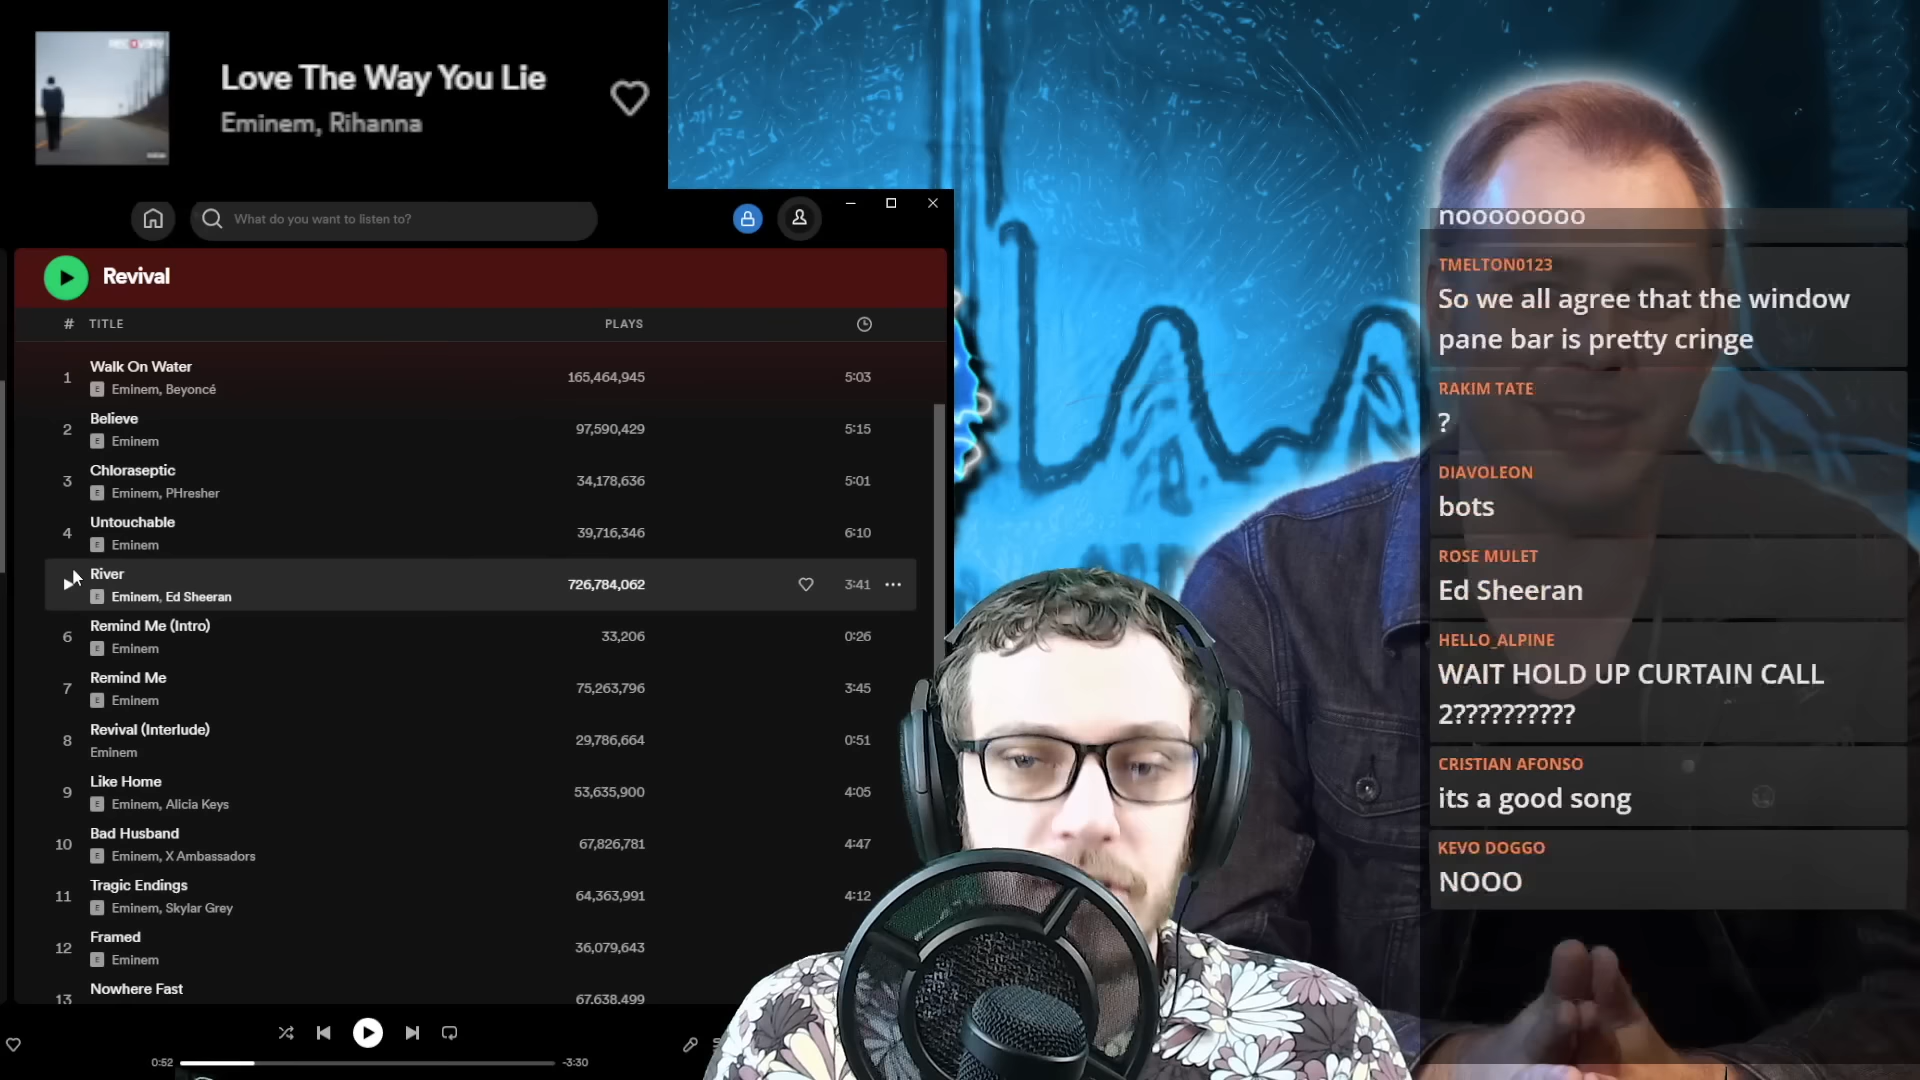 RECOVERY
Love The Way You Lie
Eminem, Rihanna
What do you want to listen to?
Revival
# TITLE PLAYS
1 Walk On Water 165,464,945 5:03
E Eminem, Beyoncé
2 Believe 97,590,429 5:15
E Eminem
3 Chloraseptic 34,178,636 5:01
E Eminem, PHresher
4 Untouchable 39,716,346 6:10
E Eminem
River 726,784,062 3:41
E Eminem, Ed Sheeran
6 Remind Me (Intro) 33,206 0:26
E Eminem
7 Remind Me 75,263,796 3:45
E Eminem
8 Revival (Interlude) 29,786,664 0:51
Eminem
9 Like Home 53,635,900 4:05
E Eminem, Alicia Keys
10 Bad Husband 67,826,781 4:47
E Eminem, X Ambassadors
11 Tragic Endings 64,363,991 4:12
E Eminem, Skylar Grey
12 Framed 36,079,643
E Eminem
13 Nowhere Fast 67,638,499
0:52 -3:30
noooooooo
TMELTON0123
So we all agree that the window
pane bar is pretty cringe
RAKIM TATE
?
DIAVOLEON
bots
ROSE MULET
Ed Sheeran
HELLO_ALPINE
WAIT HOLD UP CURTAIN CALL
2??????????
CRISTIAN AFONSO
its a good song
KEVO DOGGO
NOOO